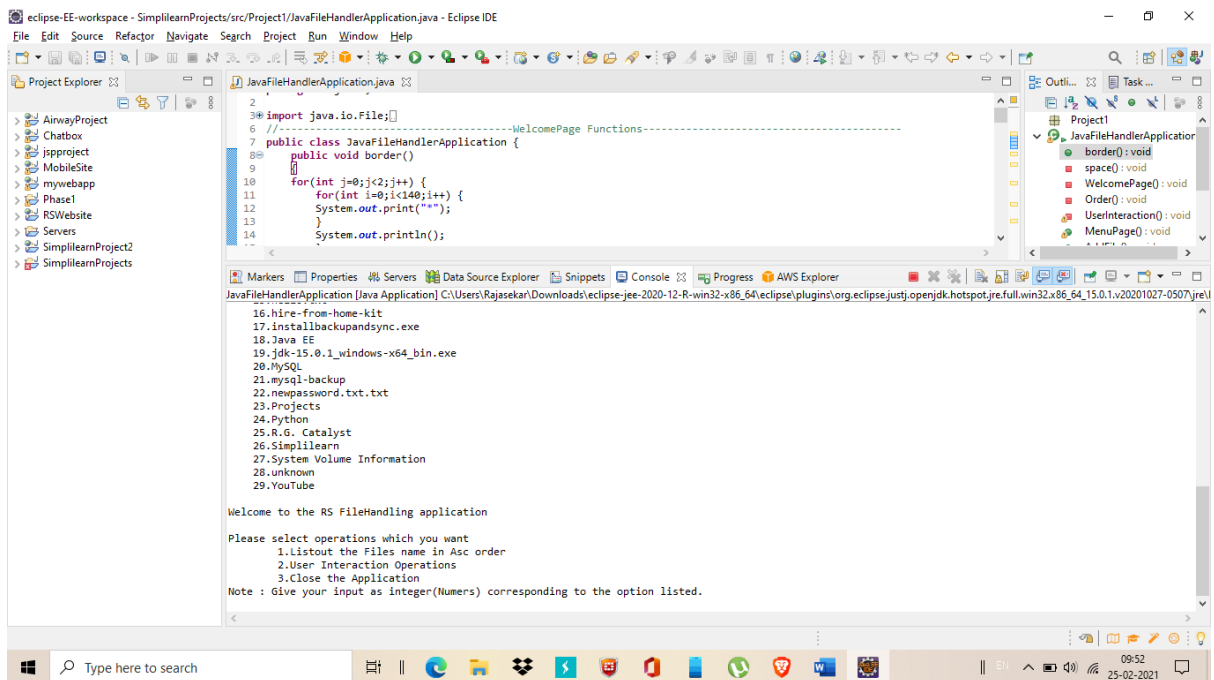 eclipse-EE-workspace - SimplilearnProjects/src/Project1/JavaFileHandlerApplication.java - Eclipse IDE
File Edit Source Refactor Navigate Search Project Run Window Help
Project Explorer
JavaFileHandlerApplication.java
Outli... Task ...
AirwayProject
Chatbox
jspproject
MobileSite
mywebapp
Phase1
RSWebsite
Servers
SimplilearnProject2
SimplilearnProjects
2
3 import java.io.File;
6 //--------------------------------------WelcomePage Functions------------------------------------------
7 public class JavaFileHandlerApplication {
8 public void border()
9 {
10 for(int j=0;j<2;j++) {
11 for(int i=0;i<140;i++) {
12 System.out.print("*");
13 }
14 System.out.println();
Project1
JavaFileHandlerApplication
border() : void
space() : void
WelcomePage() : void
Order() : void
UserInteraction() : void
MenuPage() : void
Markers Properties Servers Data Source Explorer Snippets Console Progress AWS Explorer
JavaFileHandlerApplication [Java Application] C:\Users\Rajasekar\Downloads\eclipse-jee-2020-12-R-win32-x86_64\eclipse\plugins\org.eclipse.justj.openjdk.hotspot.jre.full.win32.x86_64_15.0.1.v20201027-0507\jre\
16.hire-from-home-kit
17.installbackupandsync.exe
18.Java EE
19.jdk-15.0.1_windows-x64_bin.exe
20.MySQL
21.mysql-backup
22.newpassword.txt.txt
23.Projects
24.Python
25.R.G. Catalyst
26.Simplilearn
27.System Volume Information
28.unknown
29.YouTube
Welcome to the RS FileHandling application
Please select operations which you want
1.Listout the Files name in Asc order
2.User Interaction Operations
3.Close the Application
Note : Give your input as integer(Numers) corresponding to the option listed.
Type here to search
EN
09:52
25-02-2021